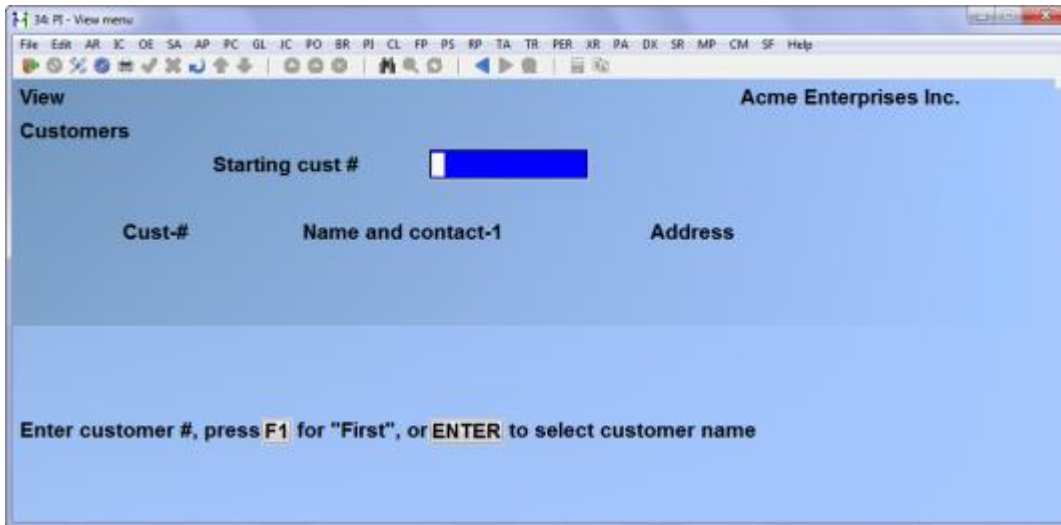 34: PI - View menu
File Edit AR IC OE SA AP PC GL JC PO BR PJ CL FP PS RP TA TR PER XR PA DX SR MP CM SF Help
View Acme Enterprises Inc.
Customers
Starting cust #
Cust-# Name and contact-1 Address
Enter customer #, press F1 for "First", or ENTER to select customer name